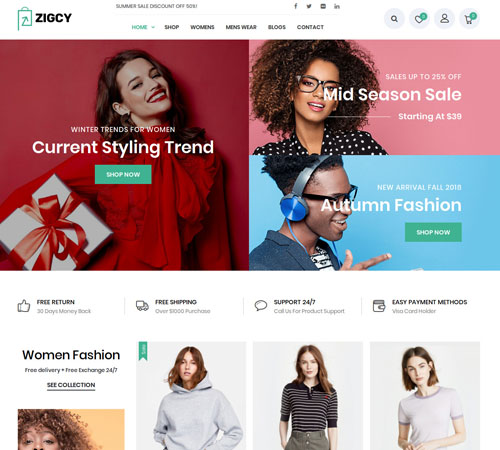 SUMMER SALE DISCOUNT OFF 50%!
ZIGCY
HOME SHOP WOMENS MENS WEAR BLOGS CONTACT
0 0
WINTER TRENDS FOR WOMEN
Current Styling Trend
SHOP NOW
SALES UP TO 25% OFF
Mid Season Sale
Starting At $39
NEW ARRIVAL FALL 2018
Autumn Fashion
SHOP NOW
FREE RETURN
30 Days Money Back
FREE SHIPPING
Over $1000 Purchase
SUPPORT 24/7
Call Us For Product Support
EASY PAYMENT METHODS
Visa Card Holder
Women Fashion
Free delivery + Free Exchange 24/7
SEE COLLECTION
Sale